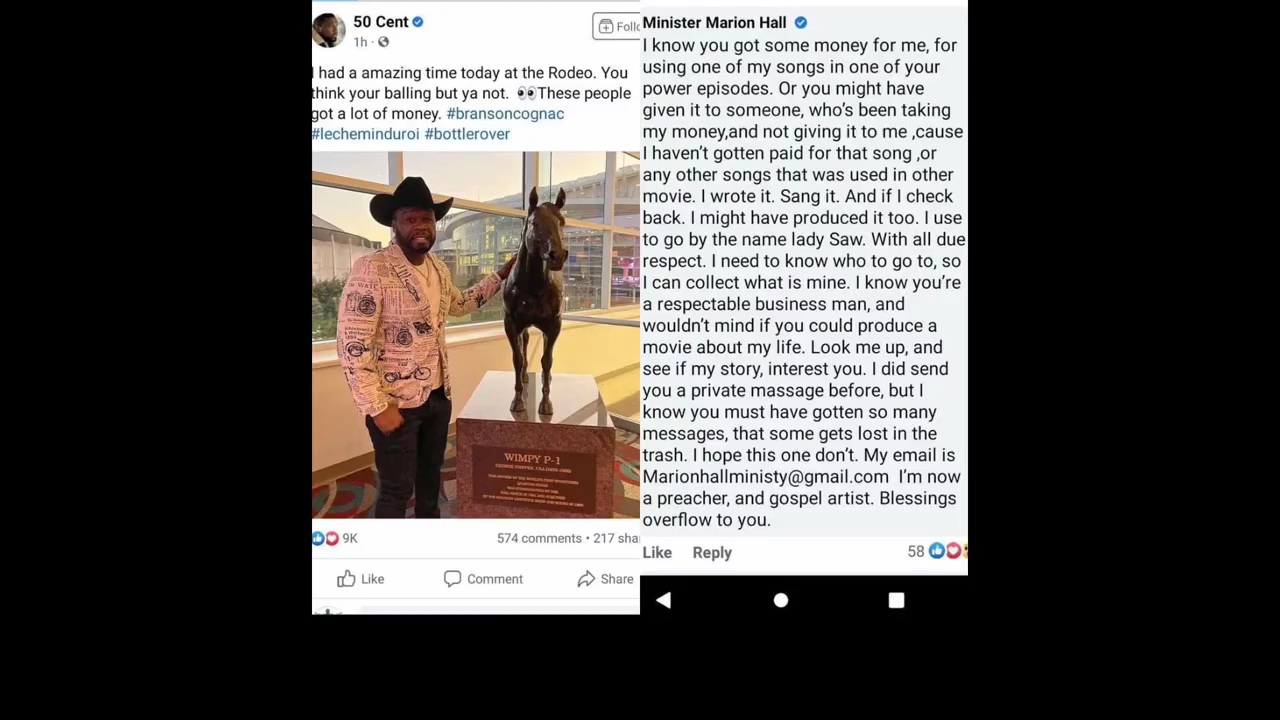 50 Cent
1h ·
I had a amazing time today at the Rodeo. You
think your balling but ya not. 👀These people
got a lot of money. #bransoncognac
#lecheminduroi #bottlerover
WIMPY P-1
9K
574 comments • 217 sha
Like
Comment
Share
Minister Marion Hall
I know you got some money for me, for
using one of my songs in one of your
power episodes. Or you might have
given it to someone, who's been taking
my money,and not giving it to me ,cause
I haven't gotten paid for that song ,or
any other songs that was used in other
movie. I wrote it. Sang it. And if I check
back. I might have produced it too. I use
to go by the name lady Saw. With all due
respect. I need to know who to go to, so
I can collect what is mine. I know you're
a respectable business man, and
wouldn't mind if you could produce a
movie about my life. Look me up, and
see if my story, interest you. I did send
you a private massage before, but I
know you must have gotten so many
messages, that some gets lost in the
trash. I hope this one don't. My email is
Marionhallministy@gmail.com I'm now
a preacher, and gospel artist. Blessings
overflow to you.
Like
Reply
58